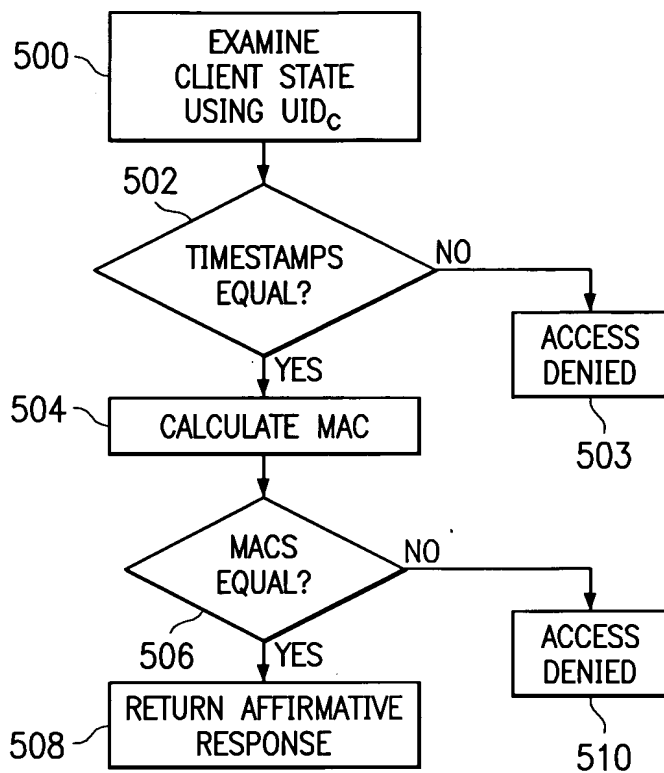 500
EXAMINE
CLIENT STATE
USING UIDC
502
TIMESTAMPS
EQUAL?
NO
ACCESS
DENIED
503
YES
504
CALCULATE MAC
MACS
EQUAL?
NO
506
YES
ACCESS
DENIED
510
508
RETURN AFFIRMATIVE
RESPONSE